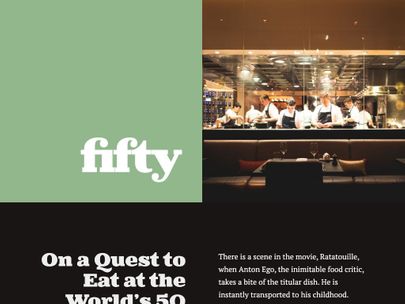 fifty
On a Quest to
Eat at the
World's 50
There is a scene in the movie, Ratatouille,
when Anton Ego, the inimitable food critic,
takes a bite of the titular dish. He is
instantly transported to his childhood.